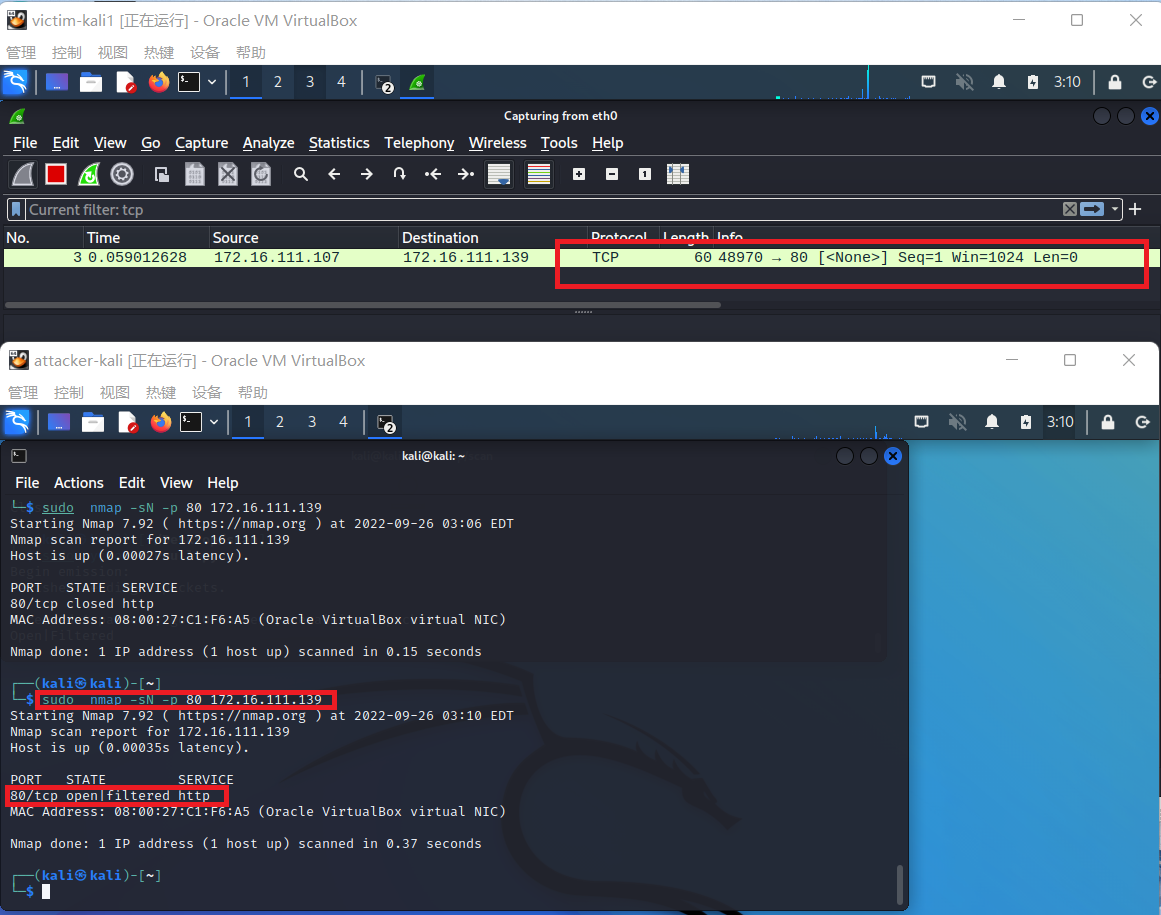 victim-kali1 [正在运行] - Oracle VM VirtualBox
管理 控制 视图 热键 设备 帮助
1 2 3 4 2 3:10
Capturing from eth0
File Edit View Go Capture Analyze Statistics Telephony Wireless Tools Help
Current filter: tcp
No. Time Source Destination Protocol Length Info
3 0.059012628 172.16.111.107 172.16.111.139 TCP 60 48970 → 80 [<None>] Seq=1 Win=1024 Len=0
attacker-kali [正在运行] - Oracle VM VirtualBox
管理 控制 视图 热键 设备 帮助
1 2 3 4 2 3:10
kali@kali: ~
File Actions Edit View Help
└─$ sudo  nmap -sN -p 80 172.16.111.139
Starting Nmap 7.92 ( https://nmap.org ) at 2022-09-26 03:06 EDT
Nmap scan report for 172.16.111.139
Host is up (0.00027s latency).
PORT   STATE  SERVICE
80/tcp closed http
MAC Address: 08:00:27:C1:F6:A5 (Oracle VirtualBox virtual NIC)
Nmap done: 1 IP address (1 host up) scanned in 0.15 seconds
┌──(kali㉿kali)-[~]
└─$ sudo  nmap -sN -p 80 172.16.111.139
Starting Nmap 7.92 ( https://nmap.org ) at 2022-09-26 03:10 EDT
Nmap scan report for 172.16.111.139
Host is up (0.00035s latency).
PORT   STATE         SERVICE
80/tcp open|filtered http
MAC Address: 08:00:27:C1:F6:A5 (Oracle VirtualBox virtual NIC)
Nmap done: 1 IP address (1 host up) scanned in 0.37 seconds
┌──(kali㉿kali)-[~]
└─$